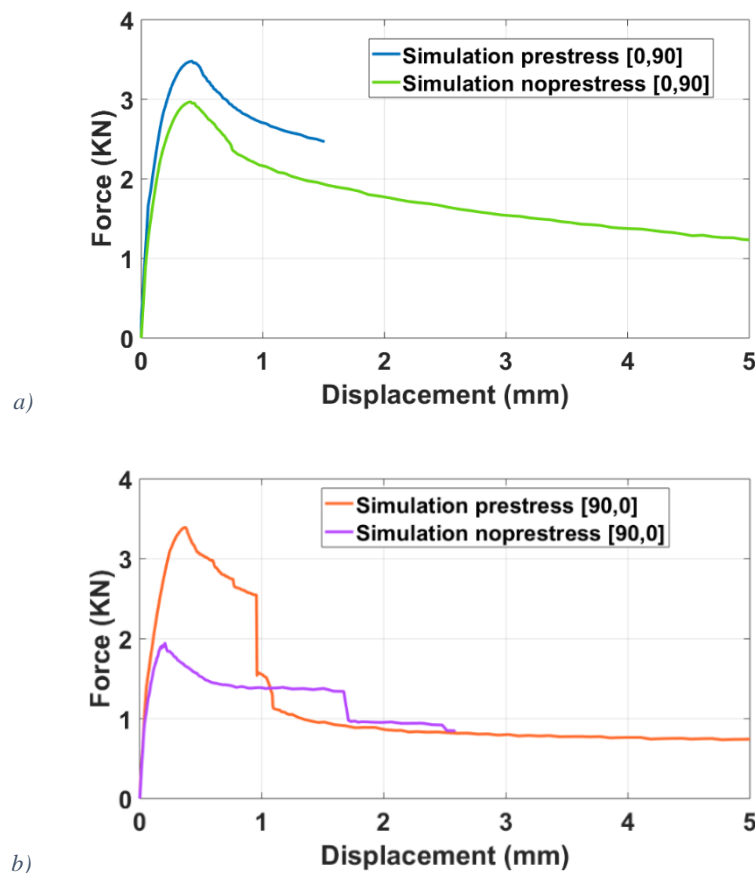 4
3
2
1
0
Force (KN)
Simulation prestress [0,90]
Simulation noprestress [0,90]
0 1 2 3 4 5
Displacement (mm)
a)
4
3
2
1
0
Force (KN)
Simulation prestress [90,0]
Simulation noprestress [90,0]
0 1 2 3 4 5
Displacement (mm)
b)